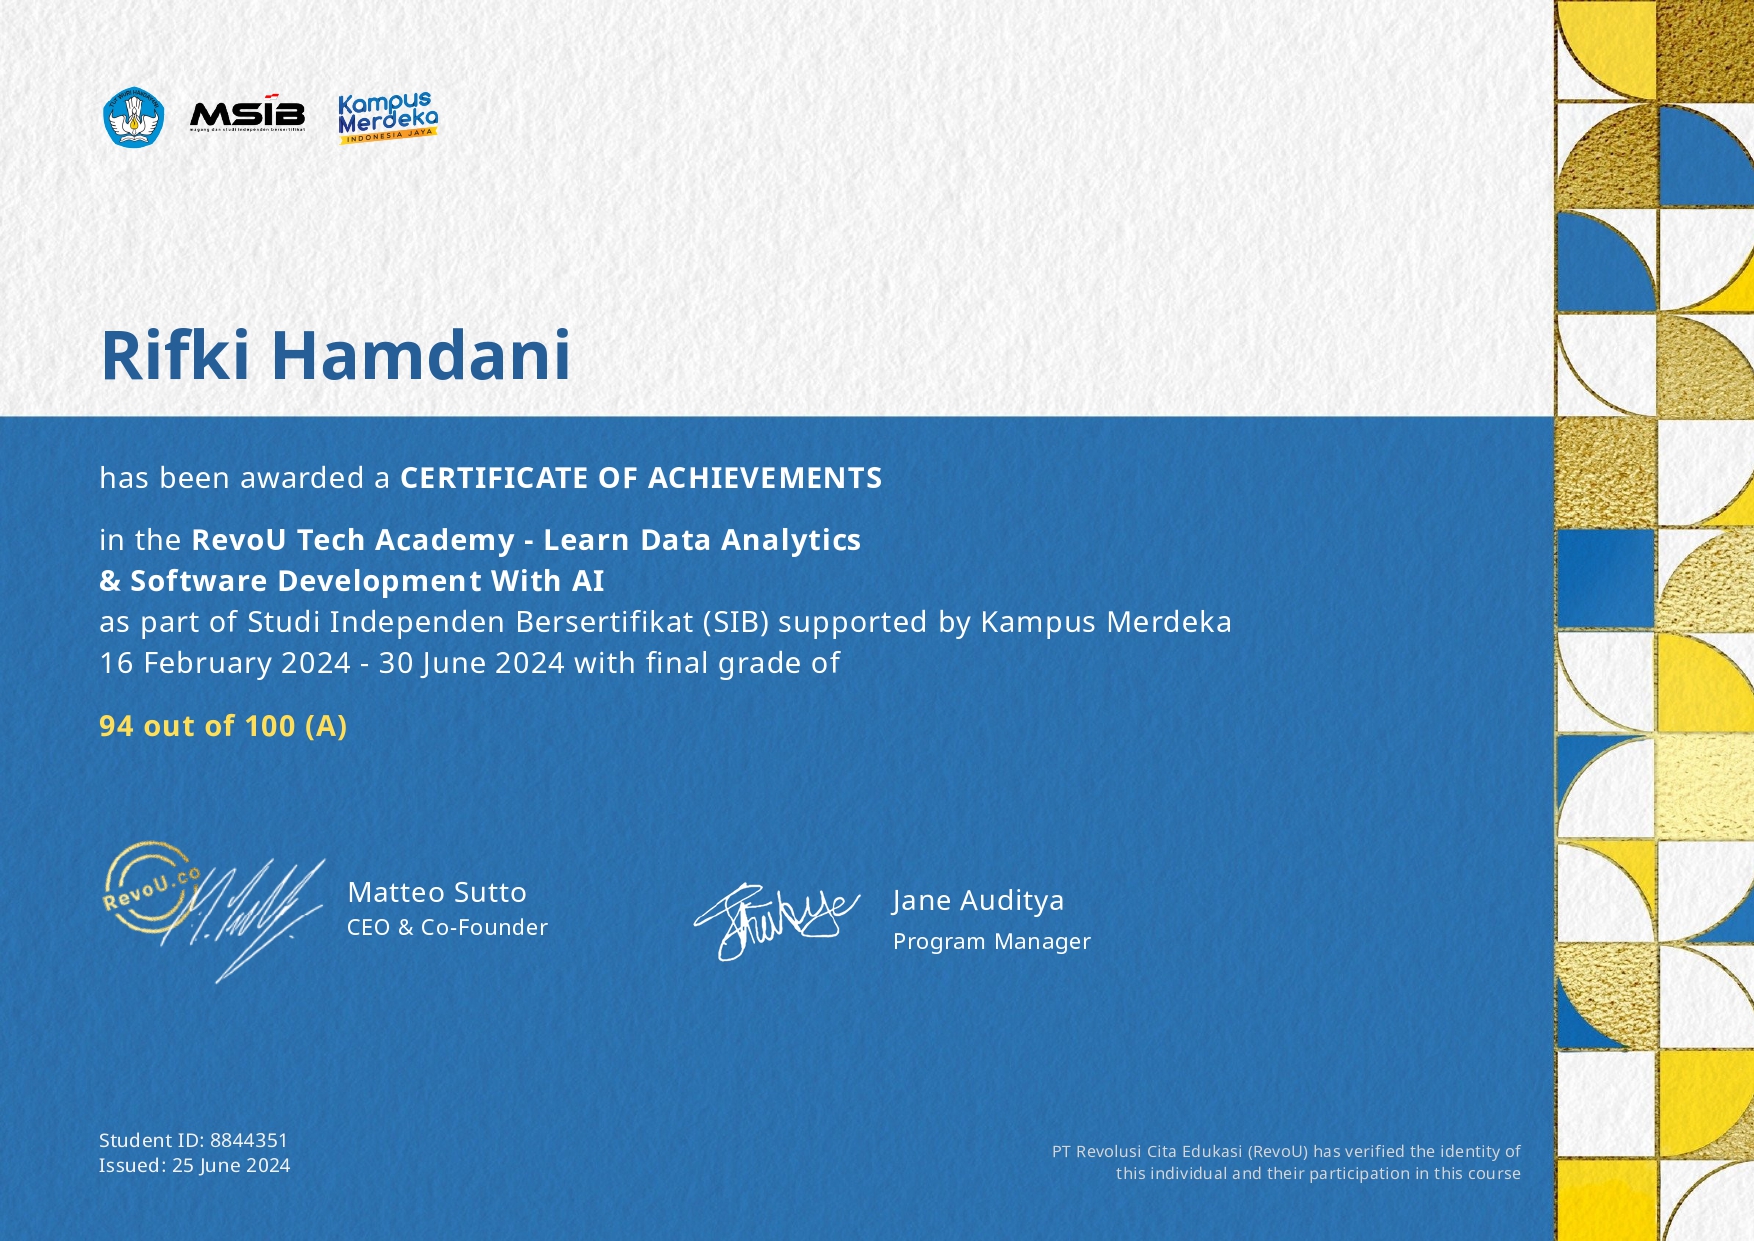 MSIB
magang dan studi independen bersertifikat
Kampus
Merdeka
INDONESIA JAYA
Rifki Hamdani
has been awarded a CERTIFICATE OF ACHIEVEMENTS
in the RevoU Tech Academy - Learn Data Analytics
& Software Development With AI
as part of Studi Independen Bersertifikat (SIB) supported by Kampus Merdeka
16 February 2024 - 30 June 2024 with final grade of
94 out of 100 (A)
RevoU.co
Matteo Sutto
CEO & Co-Founder
Jane Auditya
Program Manager
Student ID: 8844351
Issued: 25 June 2024
PT Revolusi Cita Edukasi (RevoU) has verified the identity of
this individual and their participation in this course